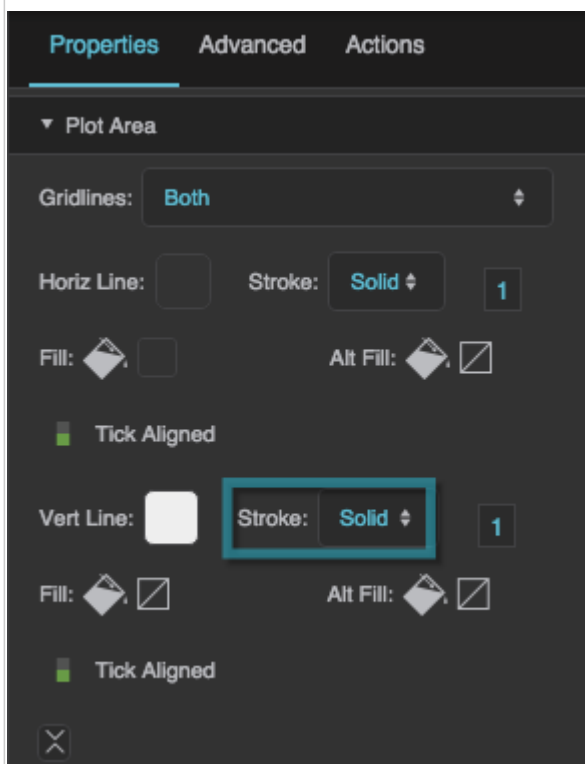 Properties Advanced Actions
Plot Area
Gridlines: Both
Horiz Line: Stroke: Solid 1
Fill: Alt Fill:
Tick Aligned
Vert Line: Stroke: Solid 1
Fill: Alt Fill:
Tick Aligned